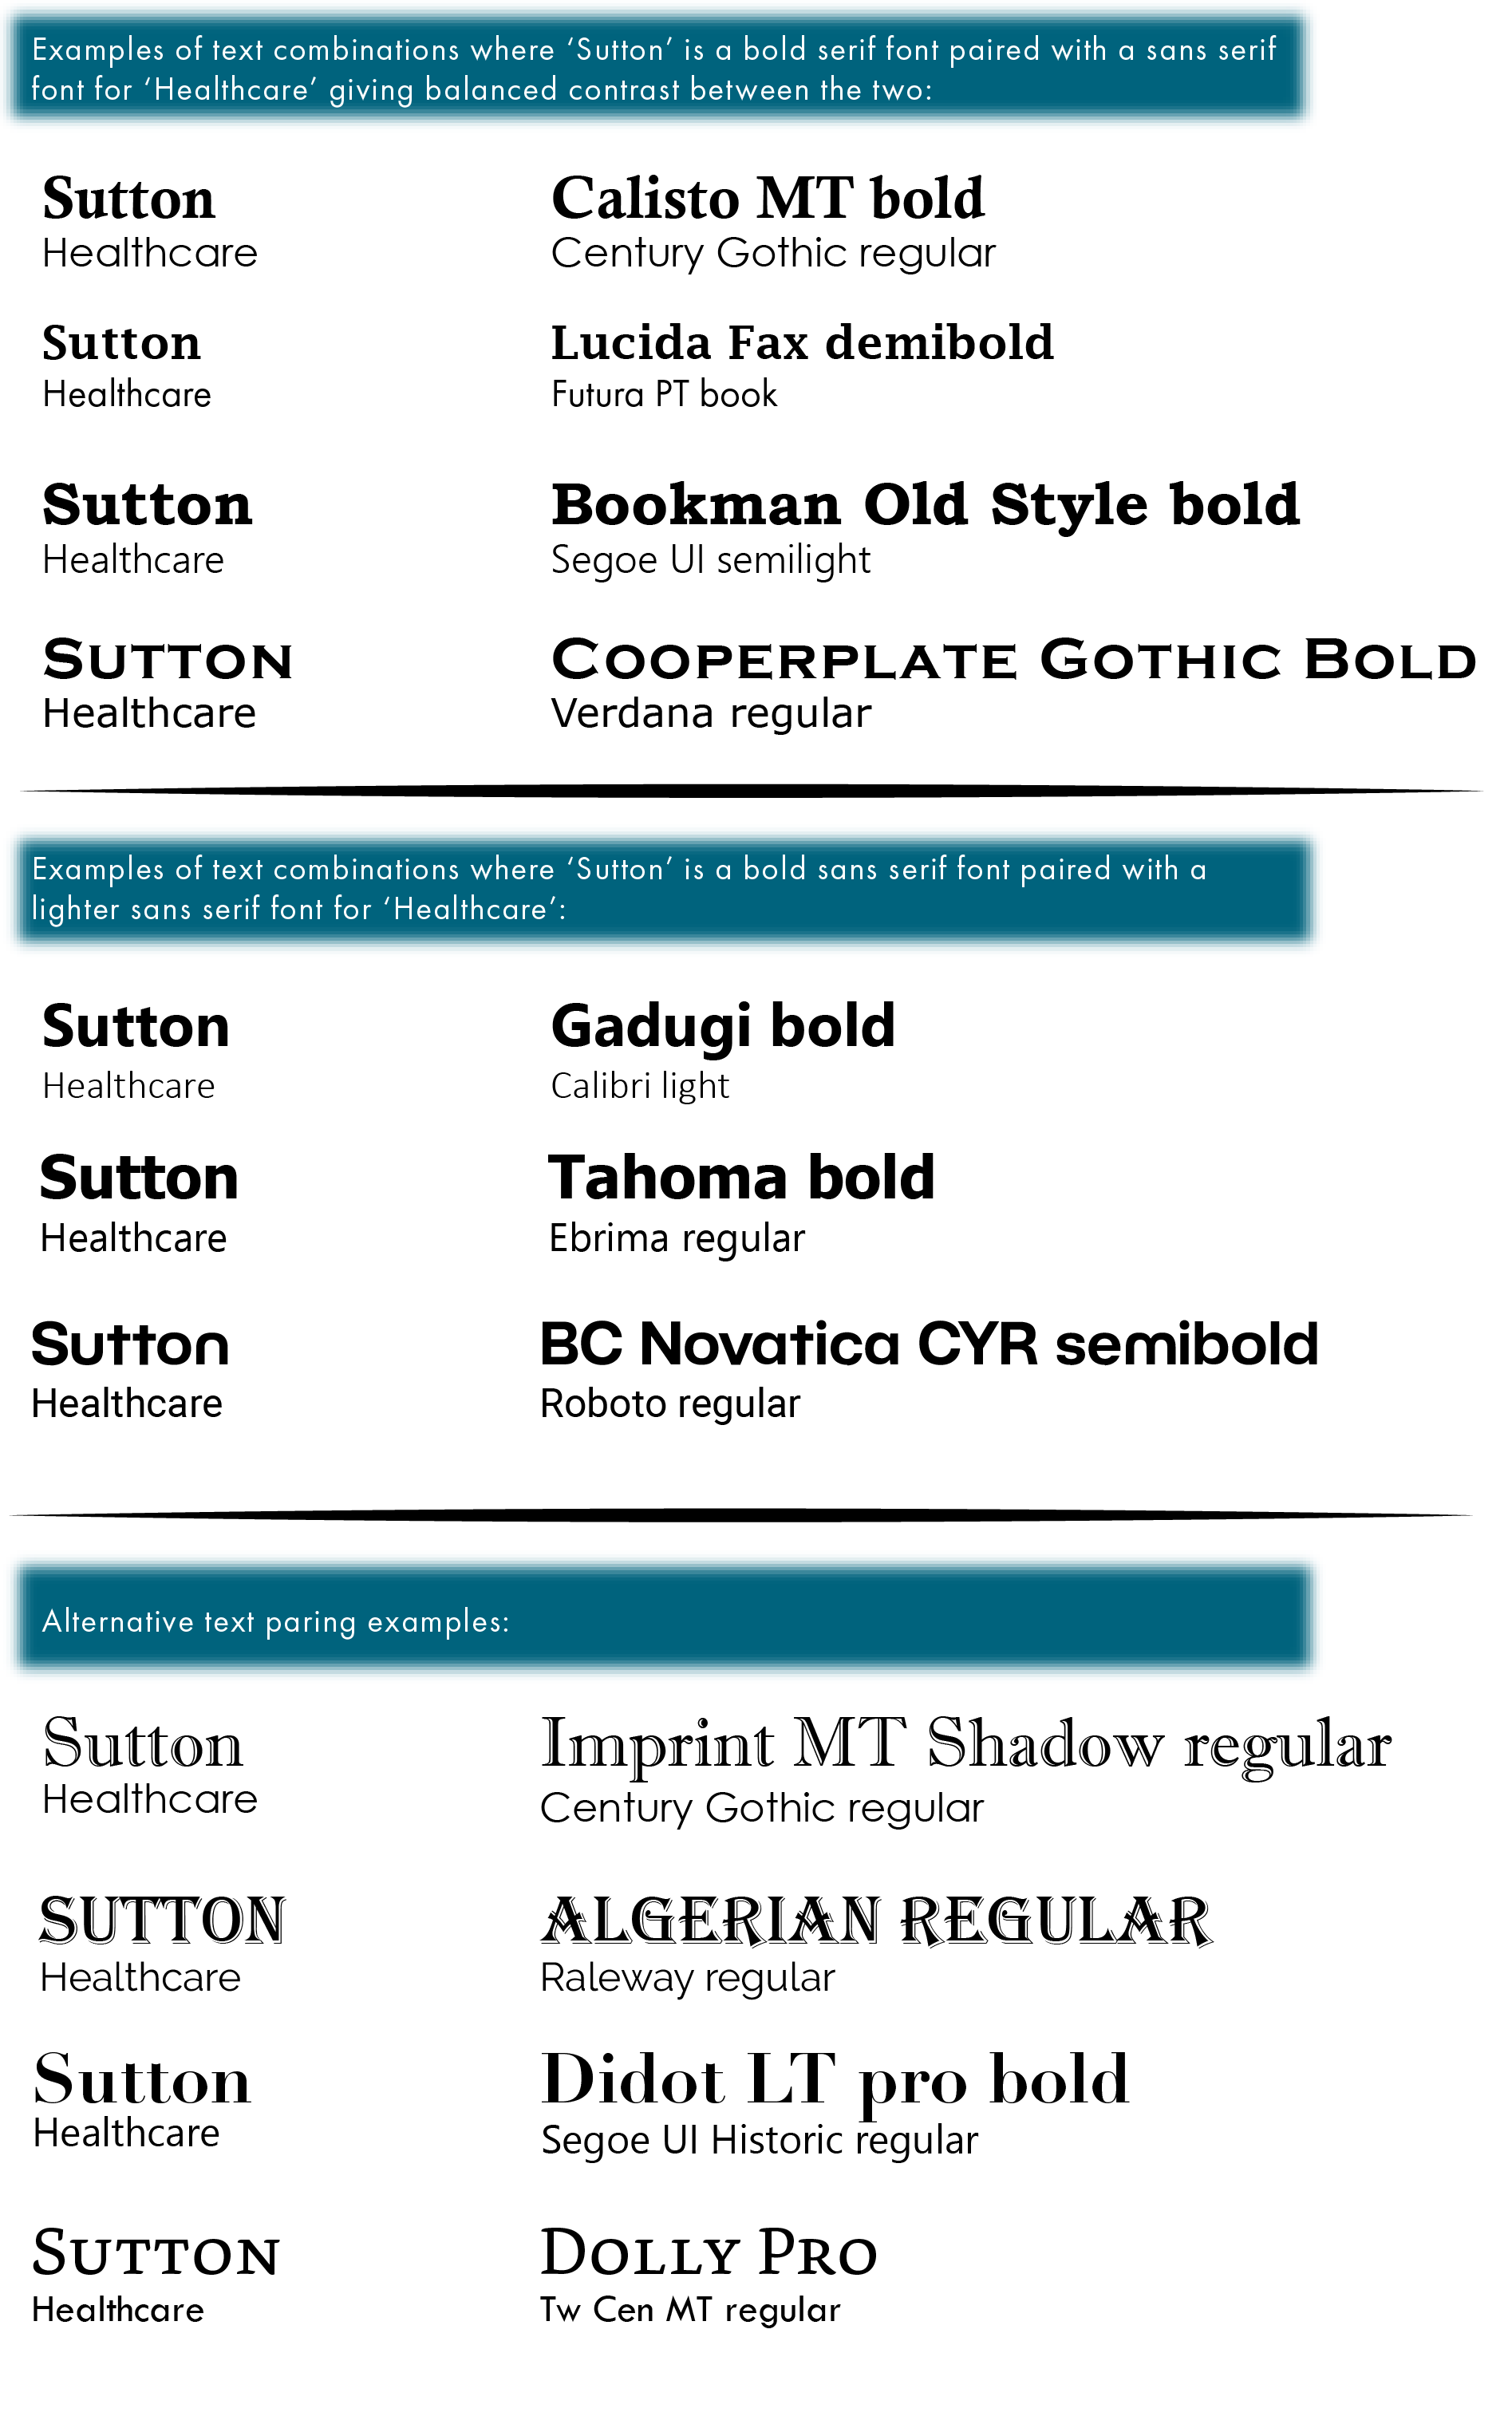 Examples of text combinations where ‘Sutton’ is a bold serif font paired with a sans serif
font for ‘Healthcare’ giving balanced contrast between the two:
Sutton
Healthcare
Calisto MT bold
Century Gothic regular
Sutton
Healthcare
Lucida Fax demibold
Futura PT book
Sutton
Healthcare
Bookman Old Style bold
Segoe UI semilight
Sutton
Healthcare
Cooperplate Gothic Bold
Verdana regular
Examples of text combinations where ‘Sutton’ is a bold sans serif font paired with a
lighter sans serif font for ‘Healthcare’:
Sutton
Healthcare
Gadugi bold
Calibri light
Sutton
Healthcare
Tahoma bold
Ebrima regular
Sutton
Healthcare
BC Novatica CYR semibold
Roboto regular
Alternative text paring examples:
Sutton
Healthcare
Imprint MT Shadow regular
Century Gothic regular
SUTTON
Healthcare
ALGERIAN REGULAR
Raleway regular
Sutton
Healthcare
Didot LT pro bold
Segoe UI Historic regular
Sutton
Healthcare
Dolly Pro
Tw Cen MT regular